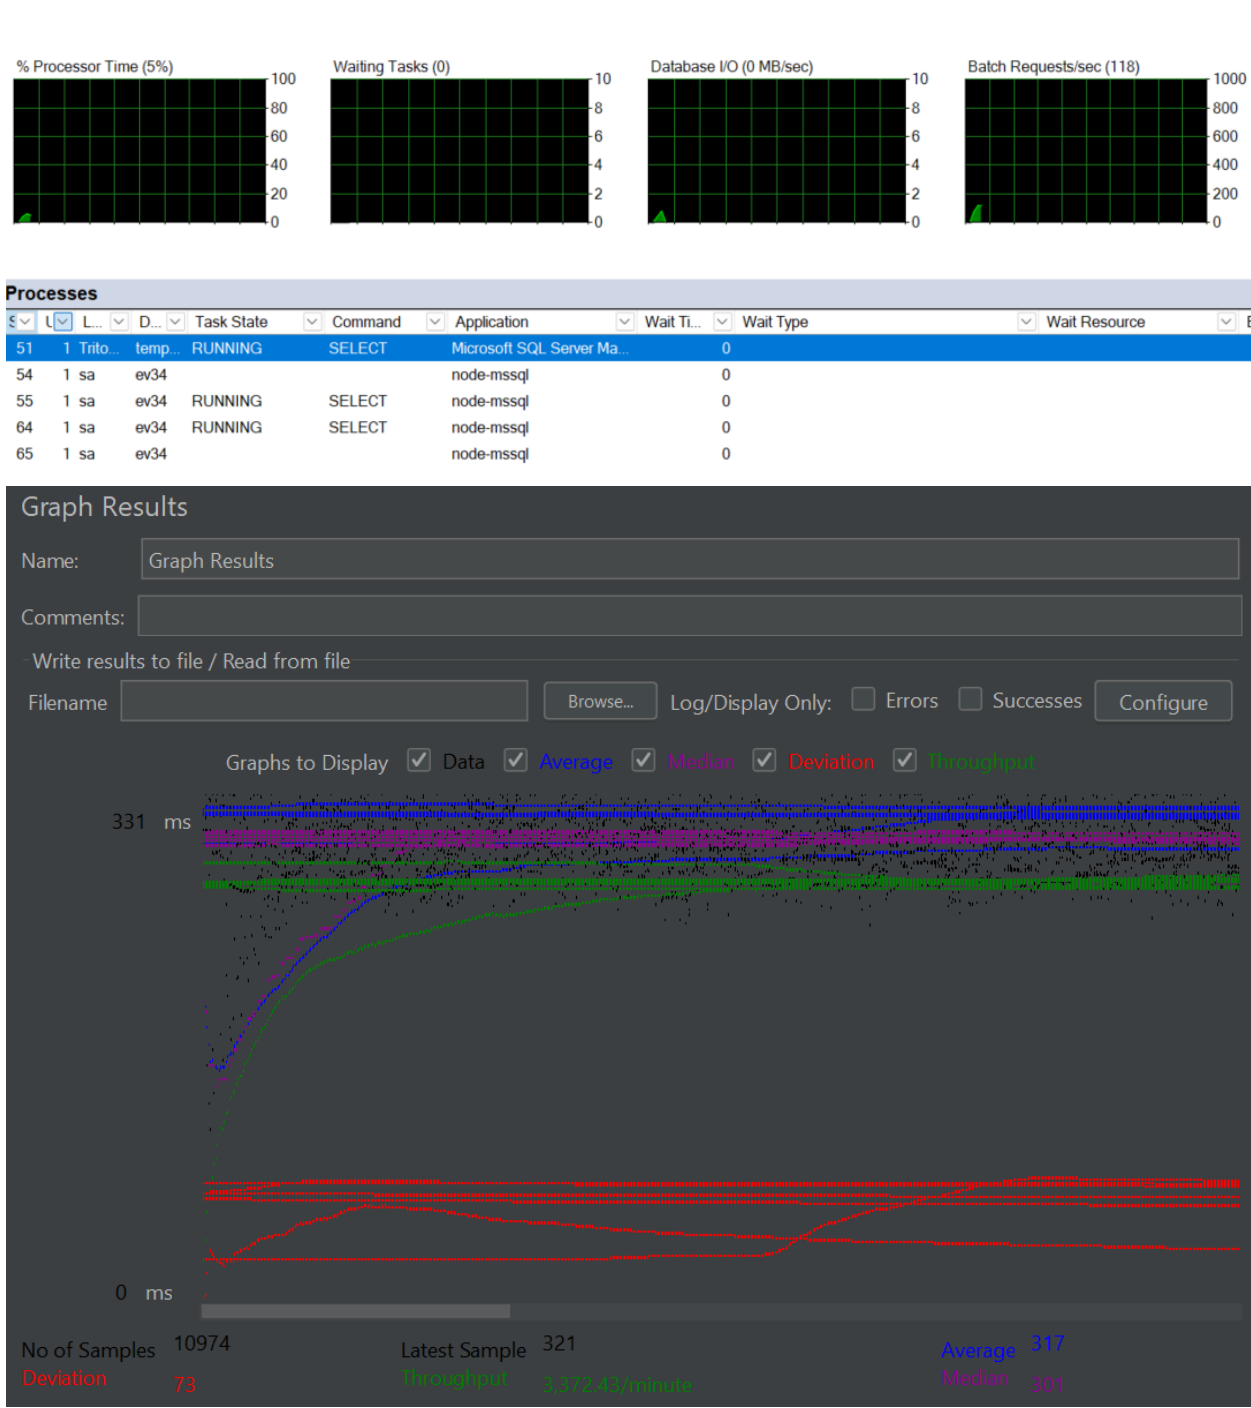 % Processor Time (5%) Waiting Tasks (0) Database I/O (0 MB/sec) Batch Requests/sec (118)
100 10 10 1000
80 8 8 800
60 6 6 600
40 4 4 400
20 2 2 200
0 0 0 0
Processes
L... D... Task State Command Application Wait Ti... Wait Type Wait Resource
51 1 Trito... temp... RUNNING SELECT Microsoft SQL Server Ma... 0
54 1 sa ev34 node-mssql 0
55 1 sa ev34 RUNNING SELECT node-mssql 0
64 1 sa ev34 RUNNING SELECT node-mssql 0
65 1 sa ev34 node-mssql 0
Graph Results
Name: Graph Results
Comments:
Write results to file / Read from file
Filename Browse... Log/Display Only: Errors Successes Configure
Graphs to Display Data Average Median Deviation Throughput
331 ms
0 ms
No of Samples 10974 Latest Sample 321 Average 317
Deviation 73 Throughput 3,372.43/minute Median 301